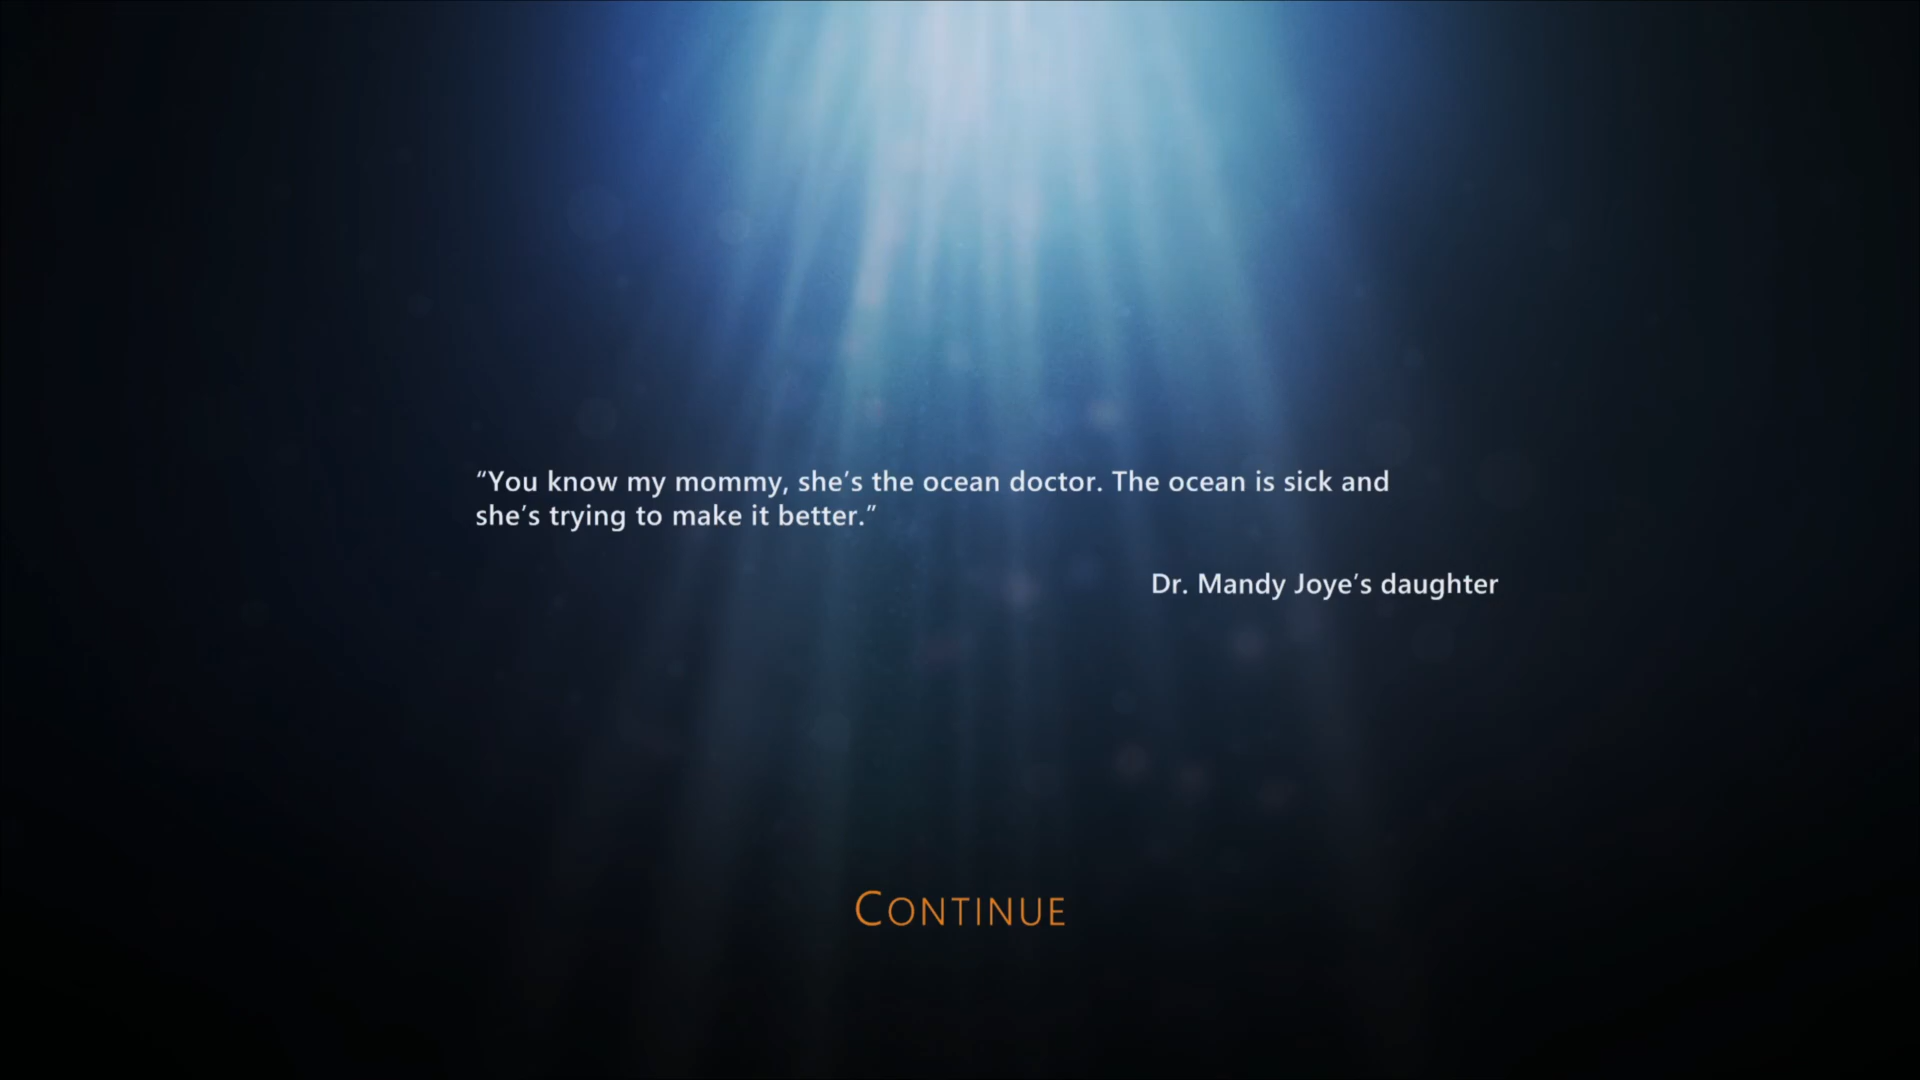 “You know my mommy, she’s the ocean doctor. The ocean is sick and
she’s trying to make it better.”
Dr. Mandy Joye’s daughter
CONTINUE